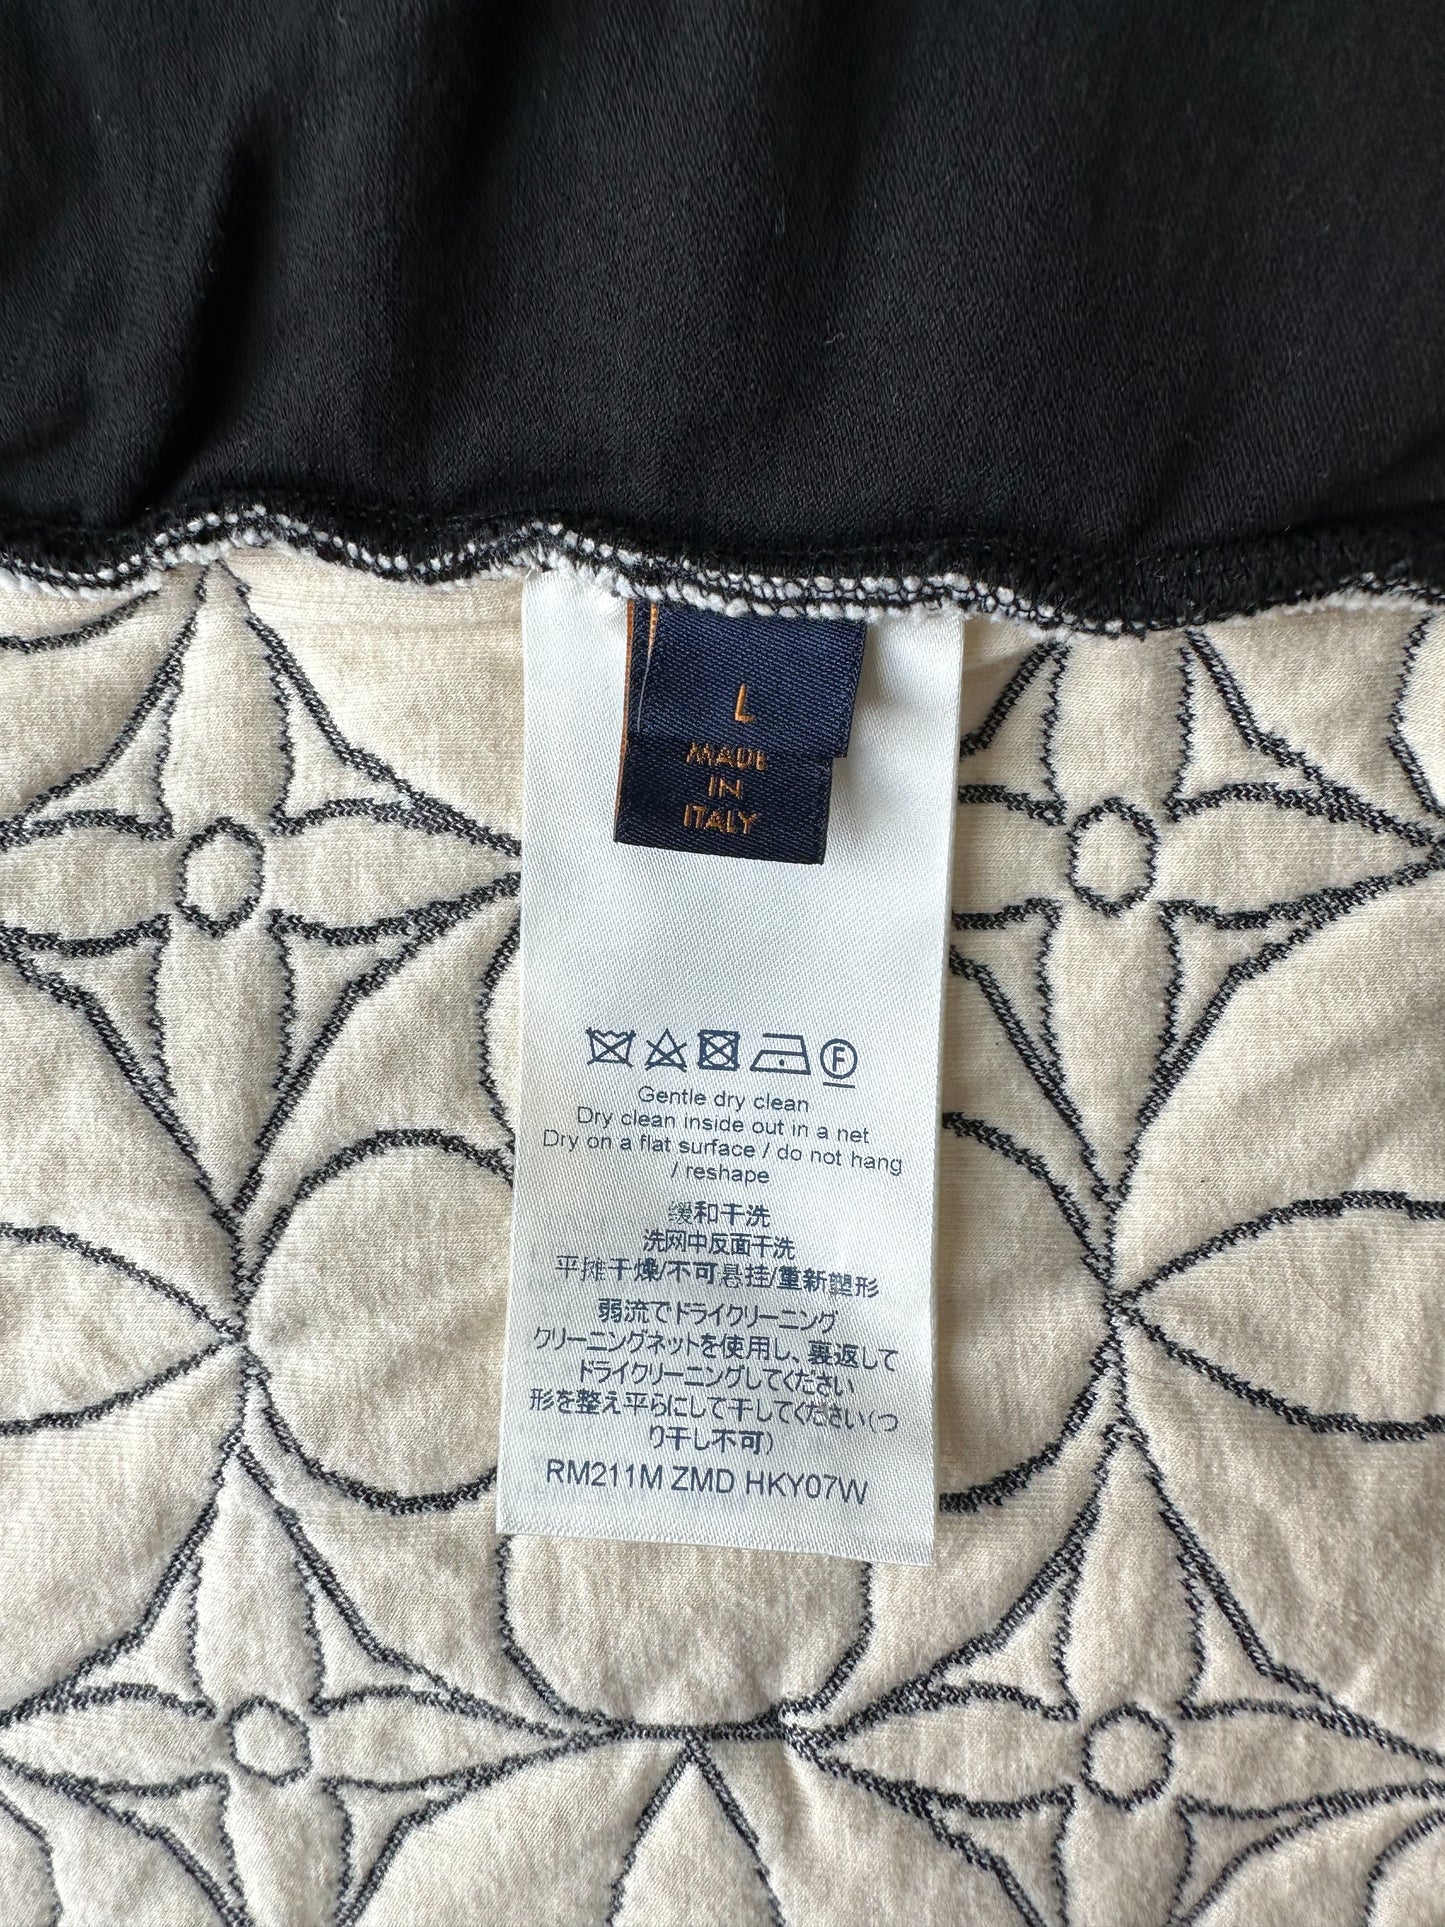 L
MADE
IN
ITALY
F
Gentle dry clean
Dry clean inside out in a net
Dry on a flat surface / do not hang
/ reshape
缓和干洗
洗网中反面干洗
平摊干燥/不可悬挂/重新塑形
弱流でドライクリーニング
クリーニングネットを使用し、裏返して
ドライクリーニングしてください
形を整え平らにして干してください(つ
り干し不可)
RM211M ZMD HKY07W